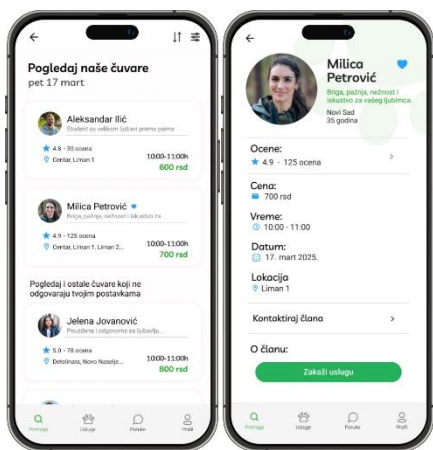 Pogledaj naše čuvare
pet 17 mart
Aleksandar Ilić
Student sa velikom ljubavi prema psima
4.8 - 30 ocena
Centar, Liman 1
10:00-11:00h
600 rsd
Milica Petrović
Briga, pažnja, nežnost i iskustvo za ...
4.9 - 125 ocena
Centar, Liman 1, Liman 2...
10:00-11:00h
700 rsd
Pogledaj i ostale čuvare koji ne
odgovaraju tvojim postavkama
Jelena Jovanović
Pouzdana i odgovorna sa ljubavlju...
5.0 - 78 ocena
Detelinara, Novo Naselje...
10:00-11:00h
800 rsd
Pretraga
Usluge
Poruke
Profil
Milica
Petrović
Briga, pažnja, nežnost i
iskustvo za vašeg ljubimca.
Novi Sad
35 godina
Ocene:
4.9 - 125 ocena
Cena:
700 rsd
Vreme:
10:00 - 11:00
Datum:
17. mart 2025.
Lokacija
Liman 1
Kontaktiraj člana
O članu:
Zakaži uslugu
Pretraga
Usluge
Poruke
Profil